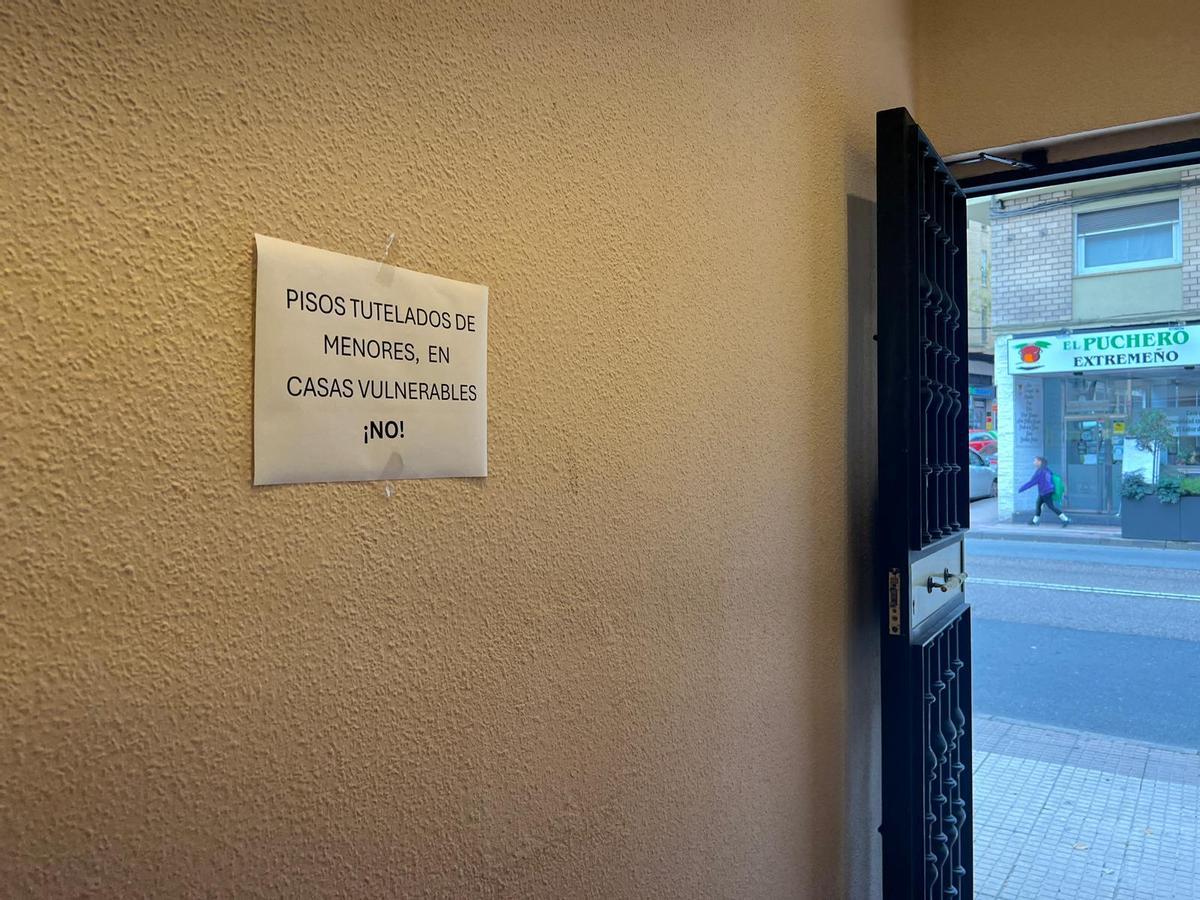 PISOS TUTELADOS DE
MENORES, EN
CASAS VULNERABLES
¡NO!
EL PUCHERO
EXTREMEÑO